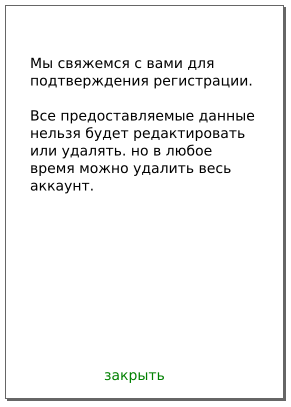 Мы свяжемся с вами для
подтверждения регистрации.
Все предоставляемые данные
нельзя будет редактировать
или удалять. но в любое
время можно удалить весь
аккаунт.
закрыть